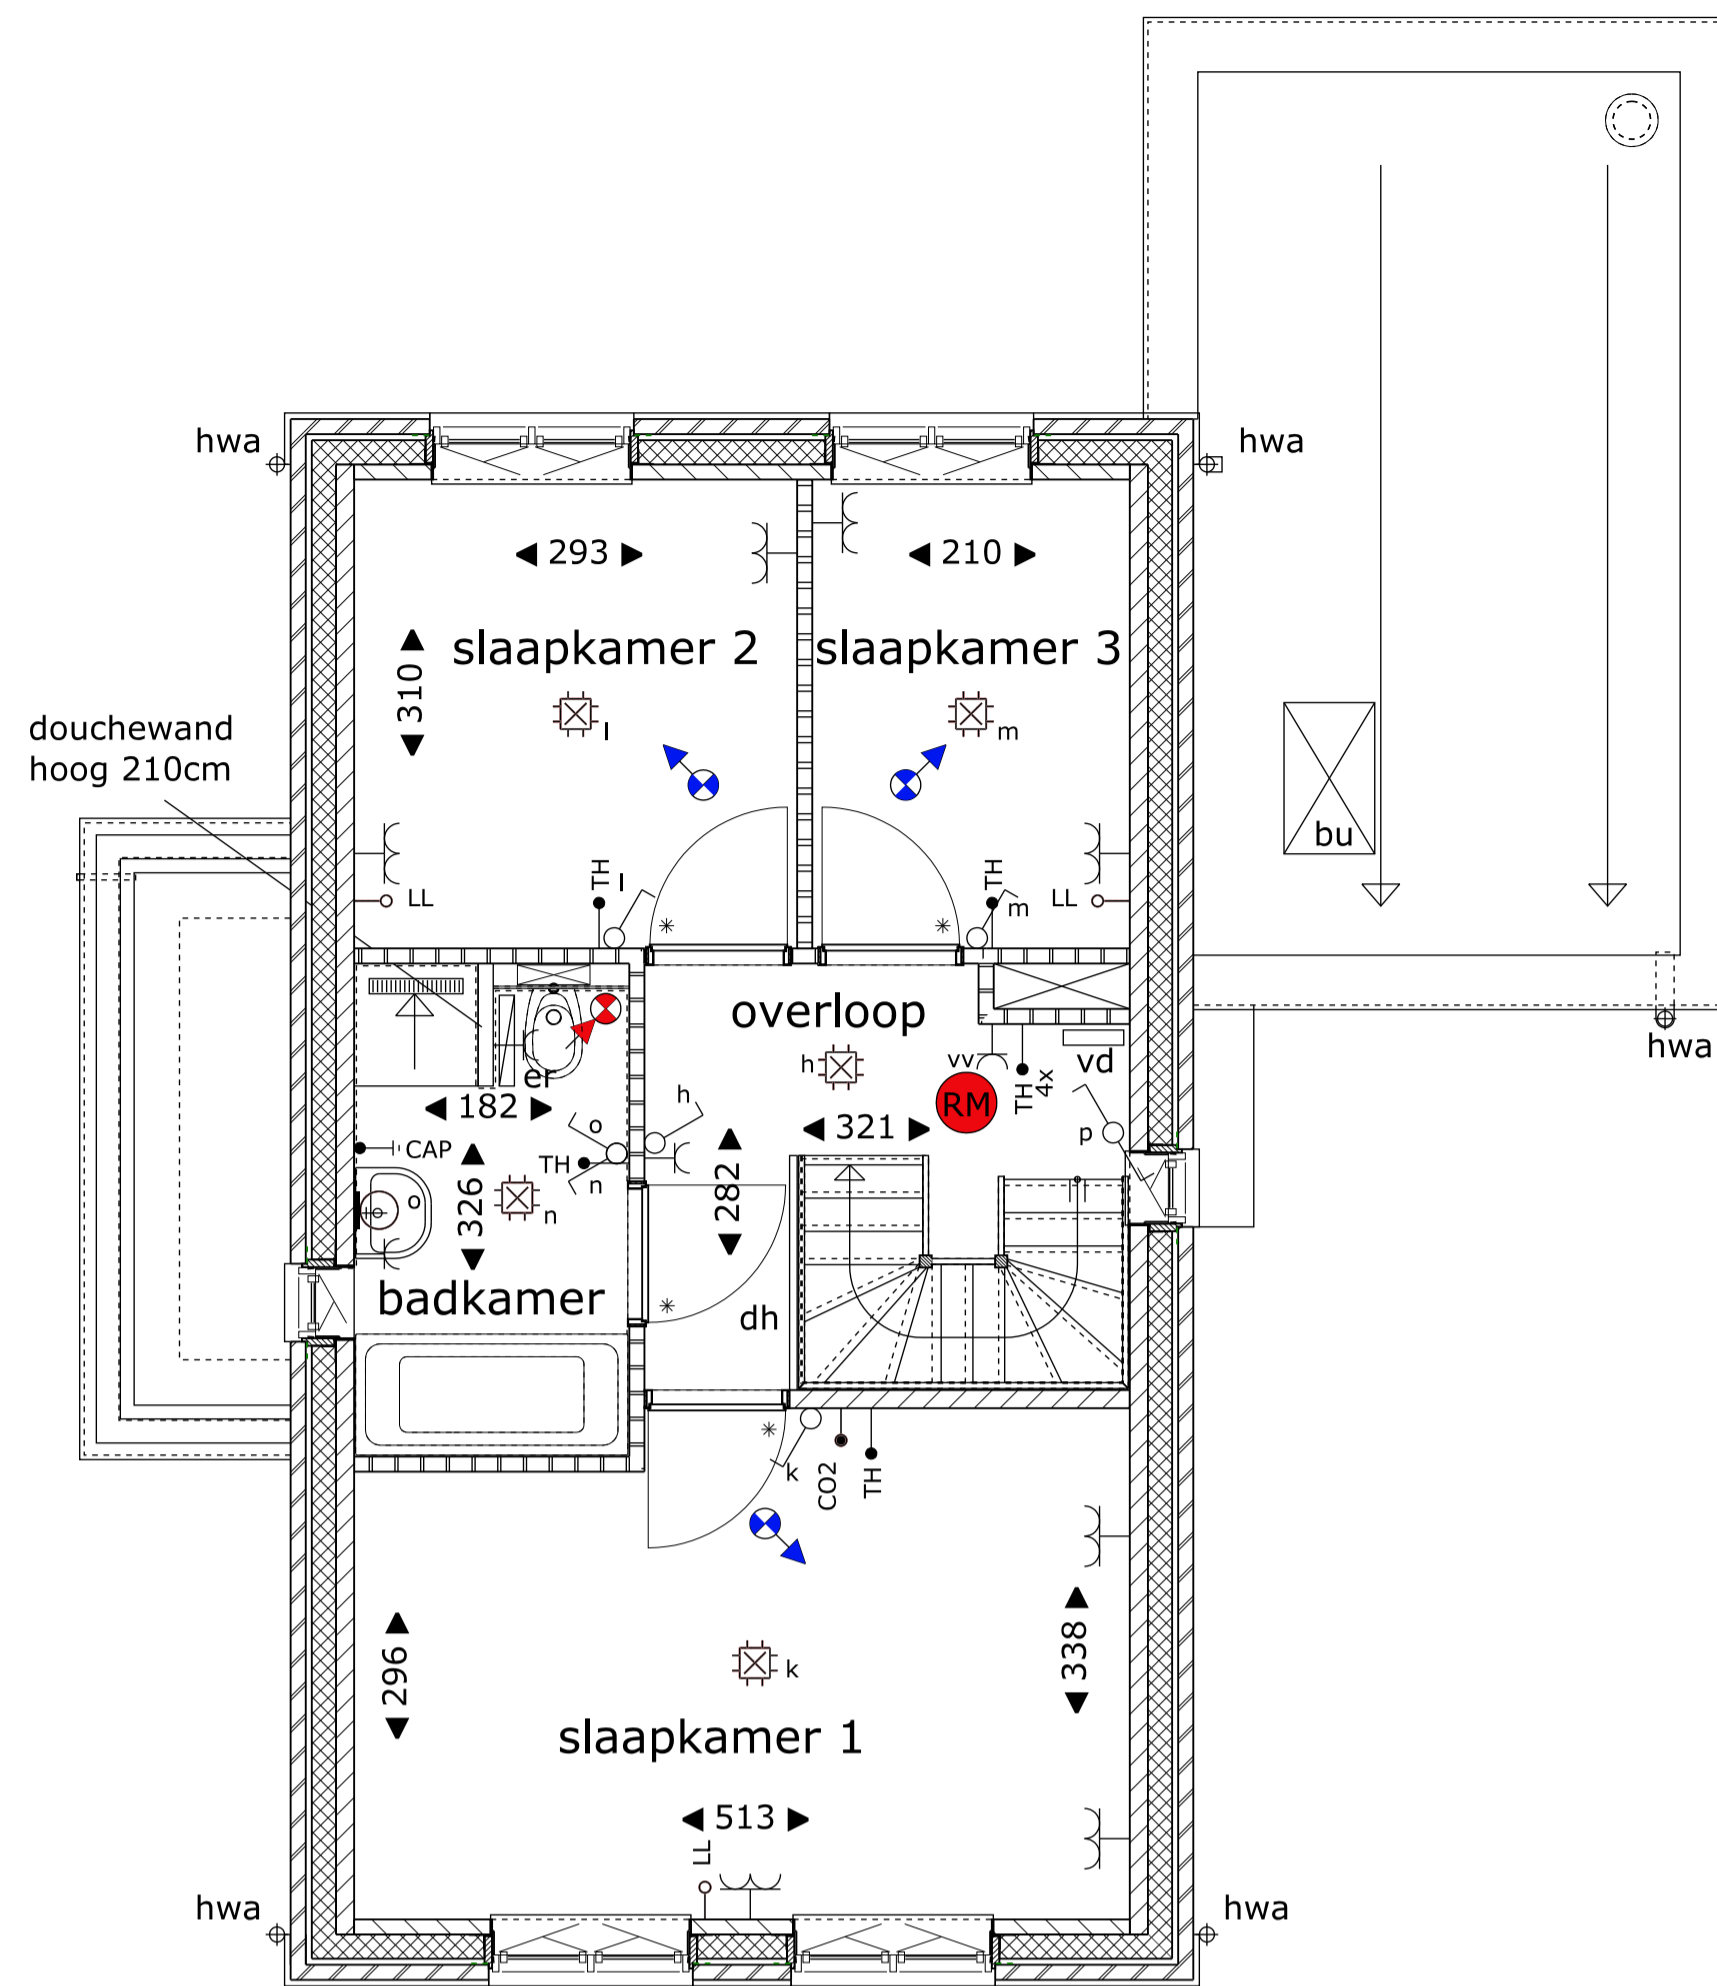 hwa
hwa
293
210
slaapkamer 2
slaapkamer 3
310
l
m
douchewand
hoog 210cm
bu
TH
l
TH
m
LL
LL
overloop
h
vv
vd
hwa
er
182
h
RM
TH
4x
o
321
p
CAP
TH
n
326
282
o
n
badkamer
dh
k
CO2
TH
296
338
k
slaapkamer 1
513
LL
hwa
hwa